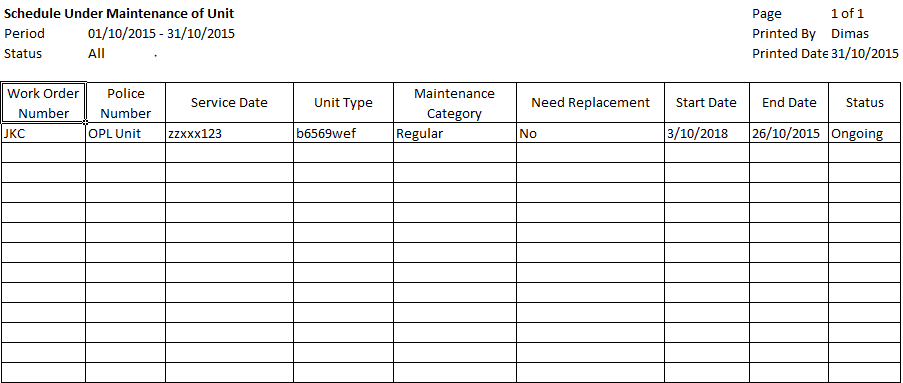 Schedule Under Maintenance of Unit Page 1 of 1
Period 01/10/2015 - 31/10/2015 Printed By Dimas
Status All . Printed Date 31/10/2015
Work Order Number Police Number Service Date Unit Type Maintenance Category Need Replacement Start Date End Date Status
JKC OPL Unit zzxxx123 b6569wef Regular No 3/10/2018 26/10/2015 Ongoing